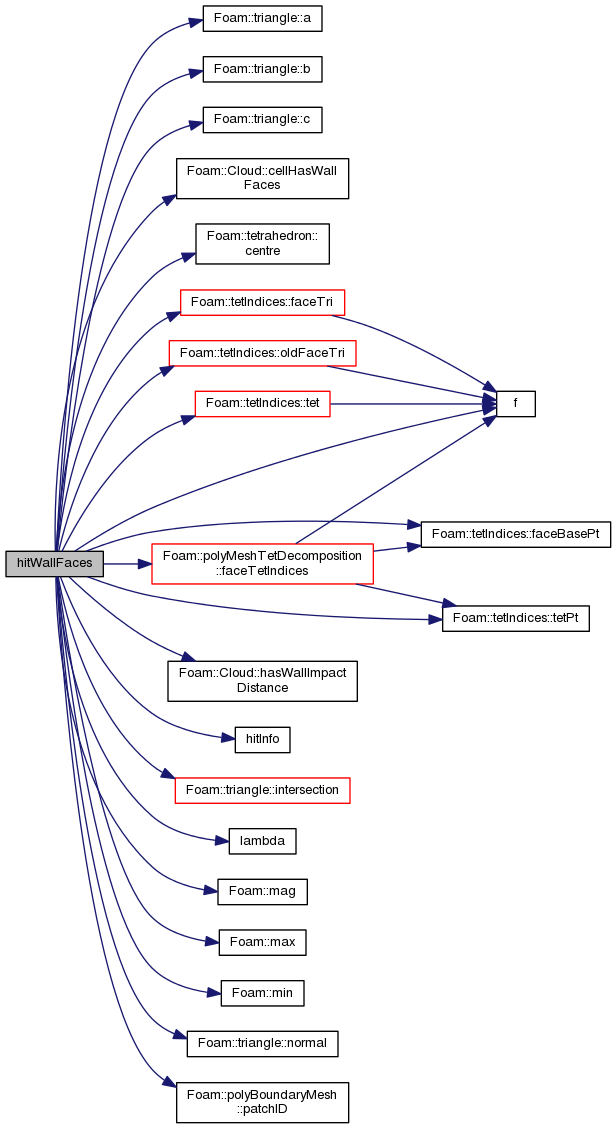 Foam::triangle::a
Foam::triangle::b
Foam::triangle::c
Foam::Cloud::cellHasWall
Faces
Foam::tetrahedron::
centre
Foam::tetIndices::faceTri
Foam::tetIndices::oldFaceTri
Foam::tetIndices::tet
f
Foam::tetIndices::faceBasePt
hitWallFaces
Foam::polyMeshTetDecomposition
::faceTetIndices
Foam::tetIndices::tetPt
Foam::Cloud::hasWallImpact
Distance
hitInfo
Foam::triangle::intersection
lambda
Foam::mag
Foam::max
Foam::min
Foam::triangle::normal
Foam::polyBoundaryMesh
::patchID